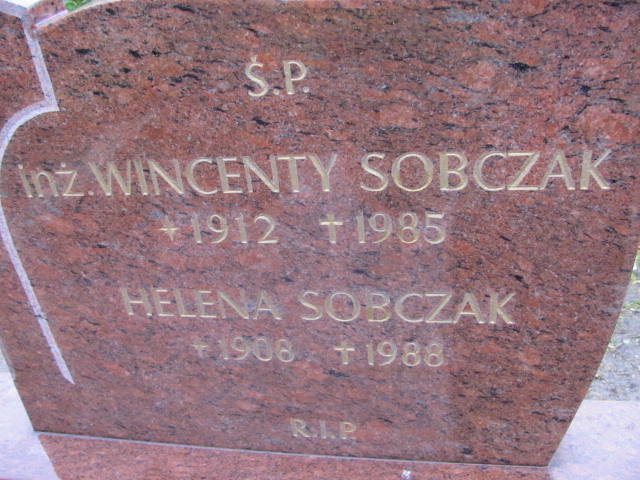 Ś.P.
inż. WINCENTY SOBCZAK
* 1912 † 1985
HELENA SOBCZAK
* 1908 † 1988
R.I.P.